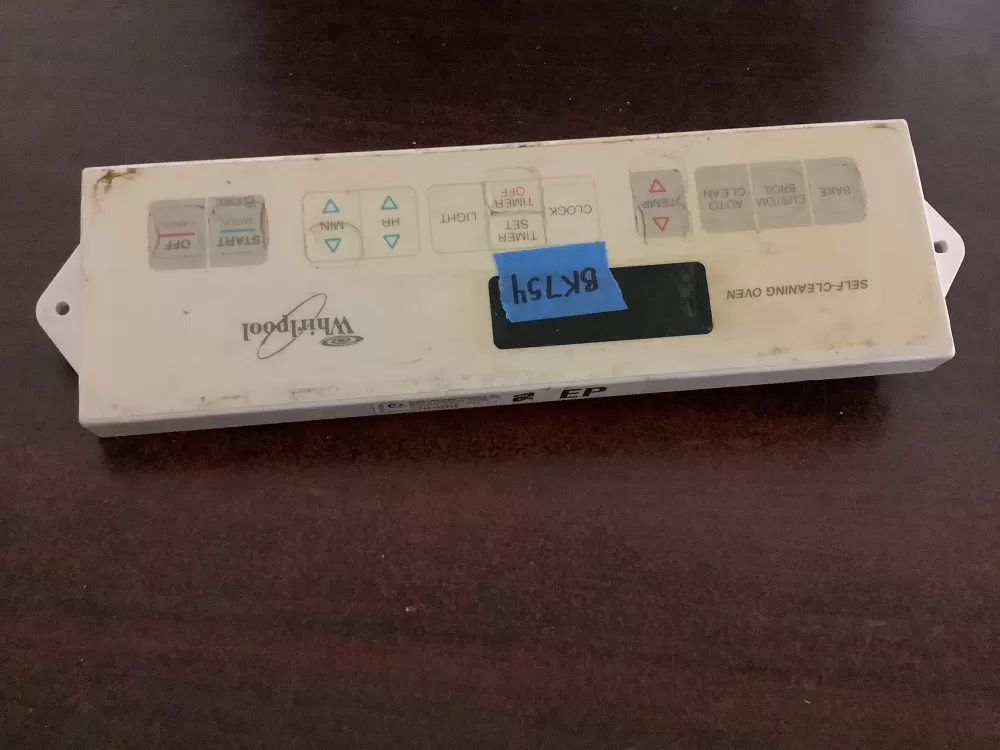 SELF-CLEANING OVEN
BK754
Whirlpool
BAKE
CUSTOM
BROIL
AUTO
CLEAN
TEMP
CLOCK
TIMER
SET
TIMER
OFF
LIGHT
HR
MIN
START
OFF
EP